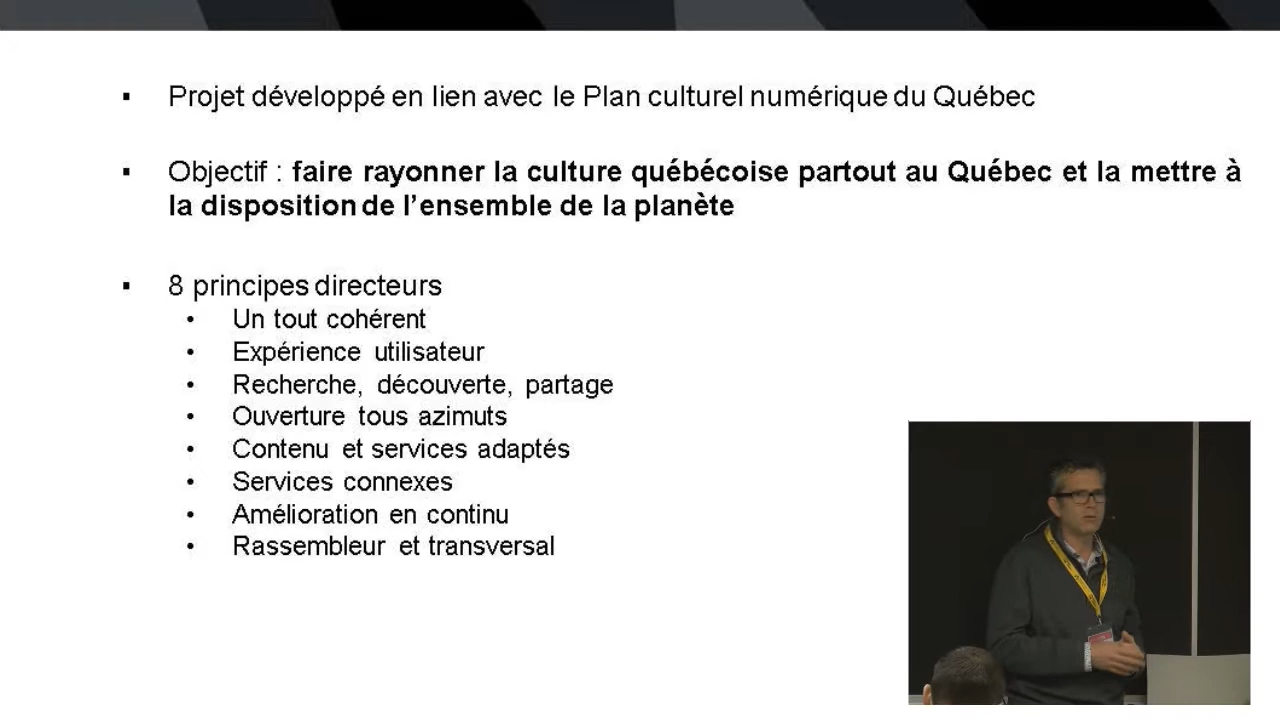 ▪ Projet développé en lien avec le Plan culturel numérique du Québec
▪ Objectif : faire rayonner la culture québécoise partout au Québec et la mettre à
la disposition de l’ensemble de la planète
▪ 8 principes directeurs
• Un tout cohérent
• Expérience utilisateur
• Recherche, découverte, partage
• Ouverture tous azimuts
• Contenu et services adaptés
• Services connexes
• Amélioration en continu
• Rassembleur et transversal